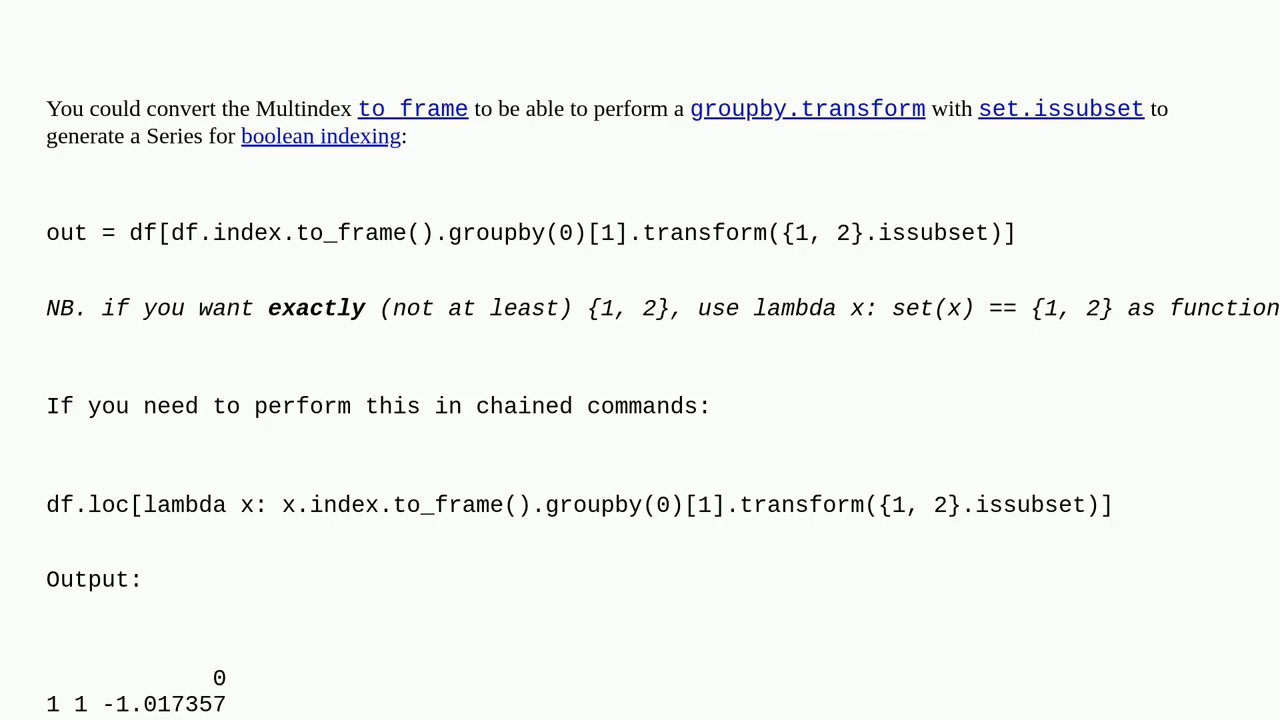 You could convert the Multindex to_frame to be able to perform a groupby.transform with set.issubset to
generate a Series for boolean indexing:
out = df[df.index.to_frame().groupby(0)[1].transform({1, 2}.issubset)]
NB. if you want exactly (not at least) {1, 2}, use lambda x: set(x) == {1, 2} as function
If you need to perform this in chained commands:
df.loc[lambda x: x.index.to_frame().groupby(0)[1].transform({1, 2}.issubset)]
Output:
0
1 1 -1.017357